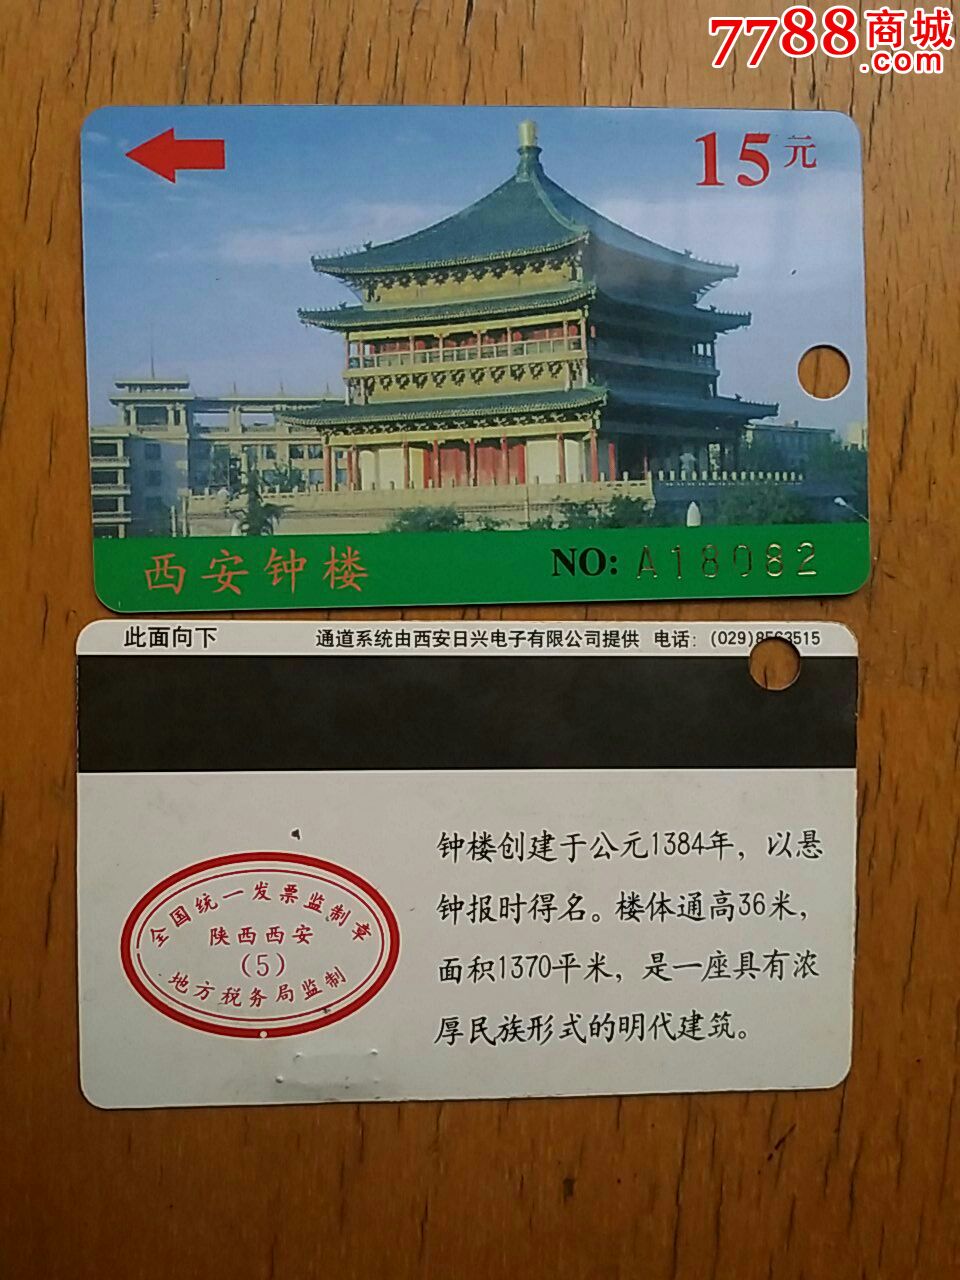 7788商城
.com
15元
西安钟楼
NO: A18082
此面向下 通道系统由西安日兴电子有限公司提供 电话: (029)8563515
钟楼创建于公元1384年，以悬
钟报时得名。楼体通高36米，
面积1370平米，是一座具有浓
厚民族形式的明代建筑。
全国统一发票监制章
陕西西安
(5)
地方税务局监制